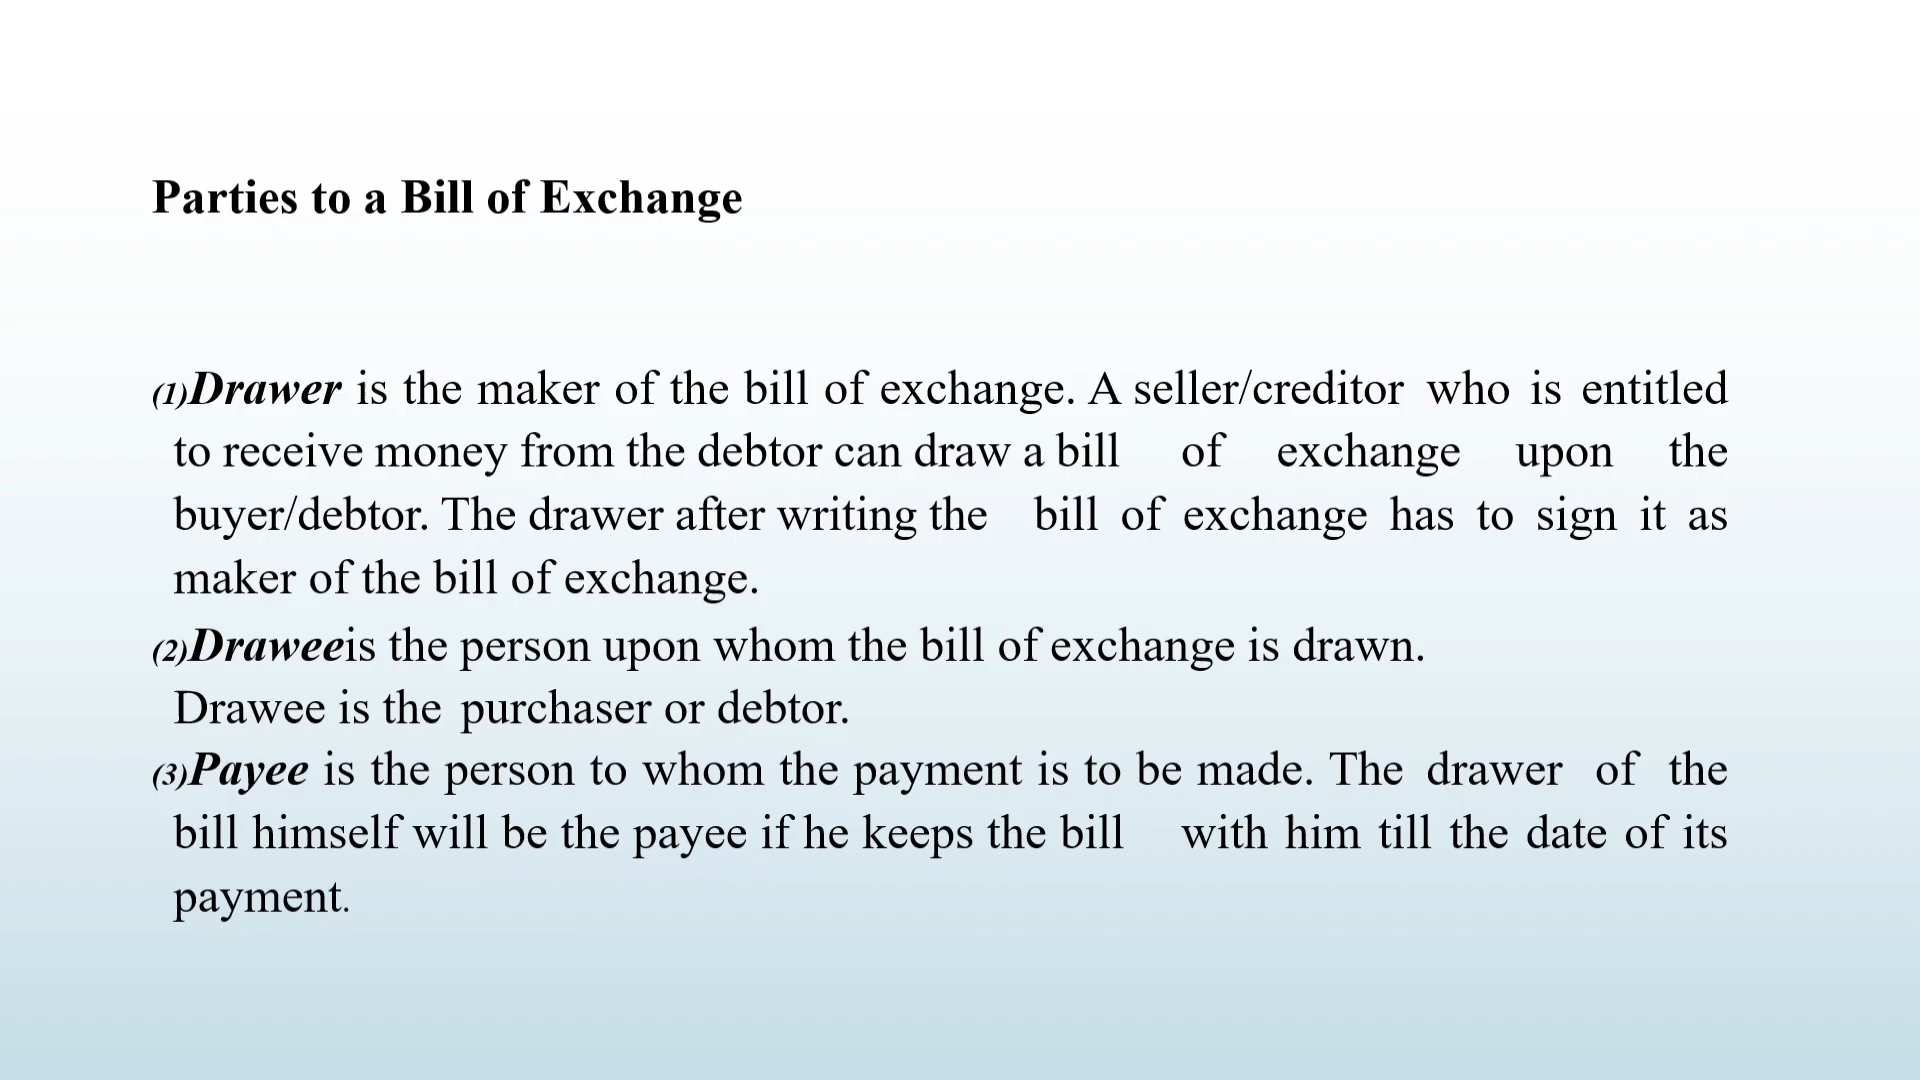 Parties to a Bill of Exchange
(1)Drawer is the maker of the bill of exchange. A seller/creditor who is entitled
to receive money from the debtor can draw a bill of exchange upon the
buyer/debtor. The drawer after writing the bill of exchange has to sign it as
maker of the bill of exchange.
(2)Draweeis the person upon whom the bill of exchange is drawn.
Drawee is the purchaser or debtor.
(3)Payee is the person to whom the payment is to be made. The drawer of the
bill himself will be the payee if he keeps the bill with him till the date of its
payment.